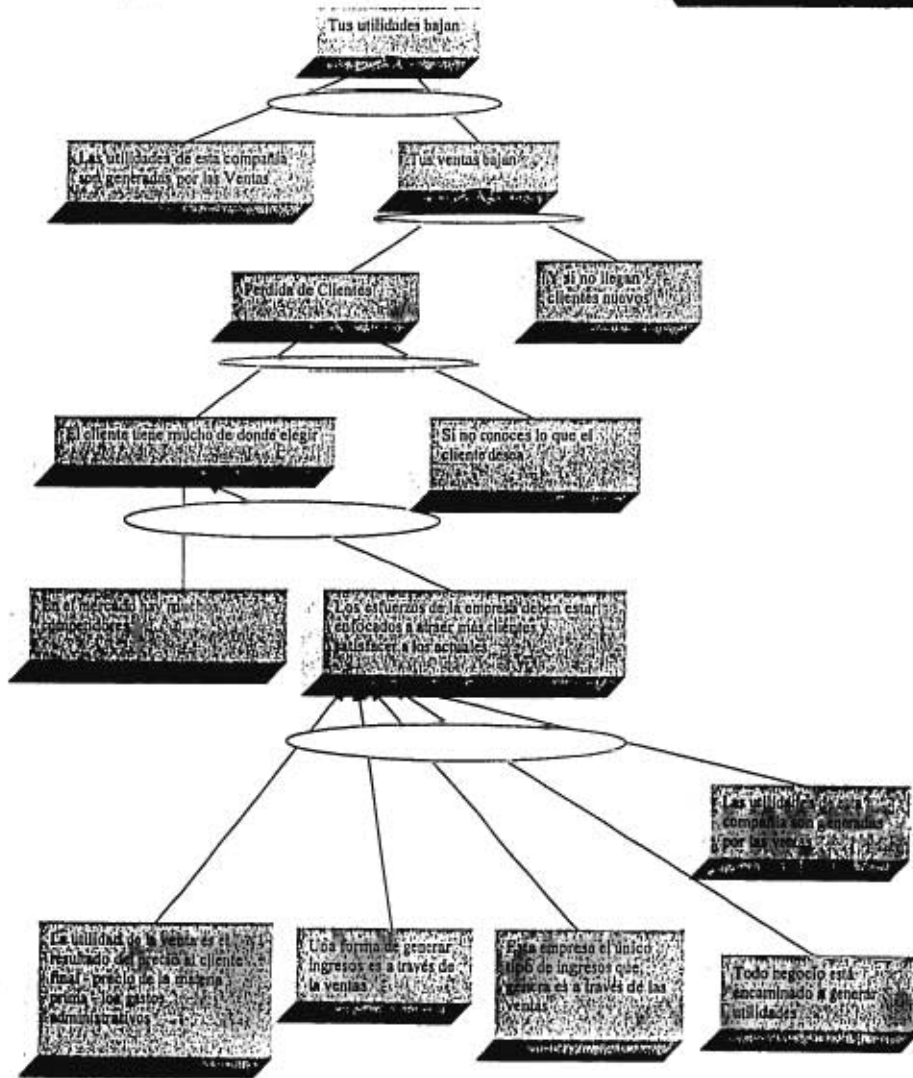 Tus utilidades bajan
Las utilidades de esta compañía
son generadas por las Ventas
Tus ventas bajan
Perdida de Clientes
Y si no llegan
clientes nuevos
El cliente tiene mucho de donde elegir
Si no conoces lo que el
cliente desea
En el mercado hay muchos
competidores
Los esfuerzos de la empresa deben estar
enfocados a atraer más clientes y
satisfacer a los actuales
Las utilidades de esta
compañía son generadas
por las ventas
La utilidad de la venta es el
resultado del precio al cliente
final - precio de la materia
prima - los gastos
administrativos
Una forma de generar
ingresos es a través de
la ventas
Esta empresa el único
tipo de ingresos que
genera es a través de las
ventas
Todo negocio está
encaminado a generar
utilidades